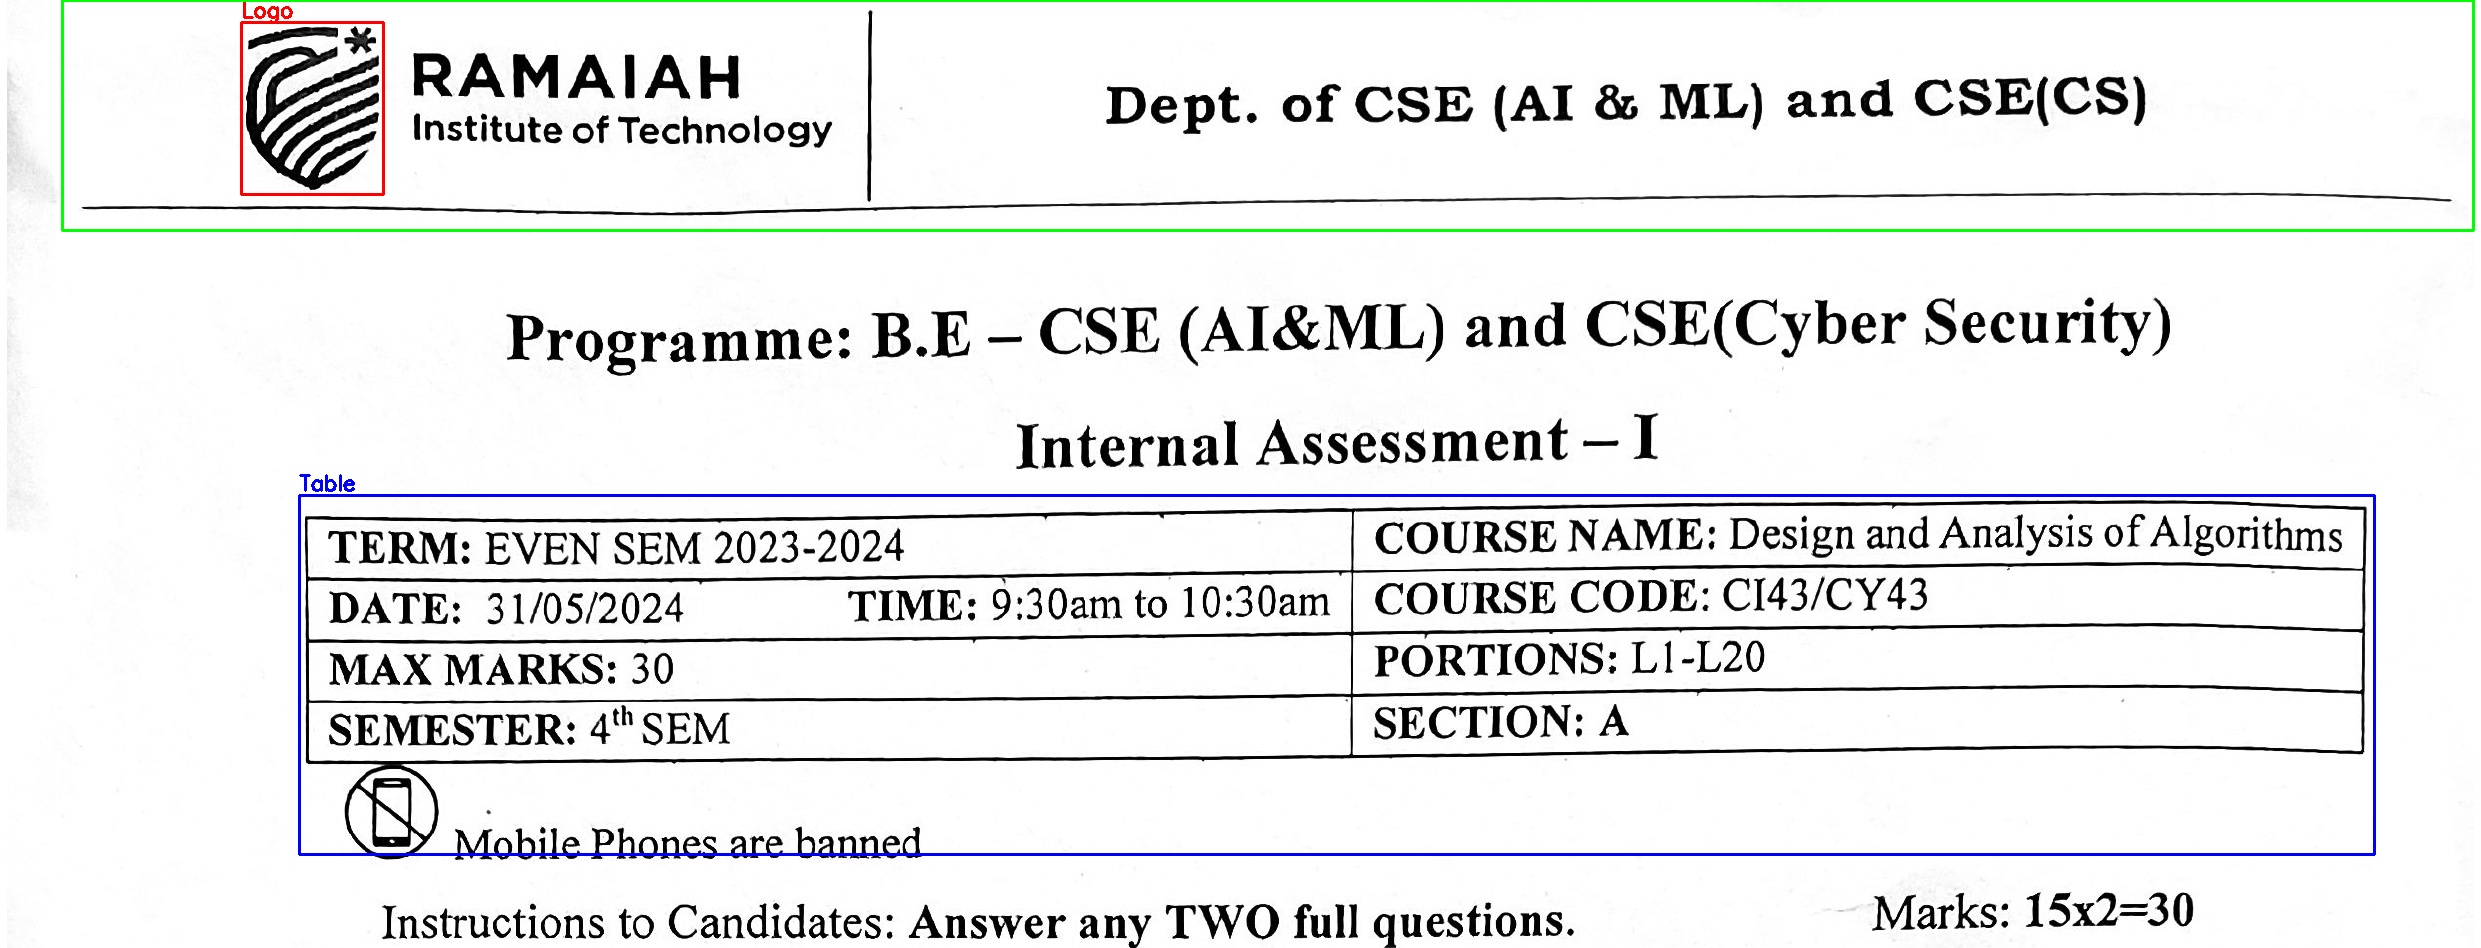 Logo
RAMAIAH
Institute of Technology
Dept. of CSE (AI & ML) and CSE(CS)
Programme: B.E – CSE (AI&ML) and CSE(Cyber Security)
Internal Assessment – I
Table
TERM: EVEN SEM 2023-2024 COURSE NAME: Design and Analysis of Algorithms
DATE: 31/05/2024 TIME: 9:30am to 10:30am COURSE CODE: CI43/CY43
MAX MARKS: 30 PORTIONS: L1-L20
SEMESTER: 4th SEM SECTION: A
Mobile Phones are banned
Instructions to Candidates: Answer any TWO full questions. Marks: 15x2=30